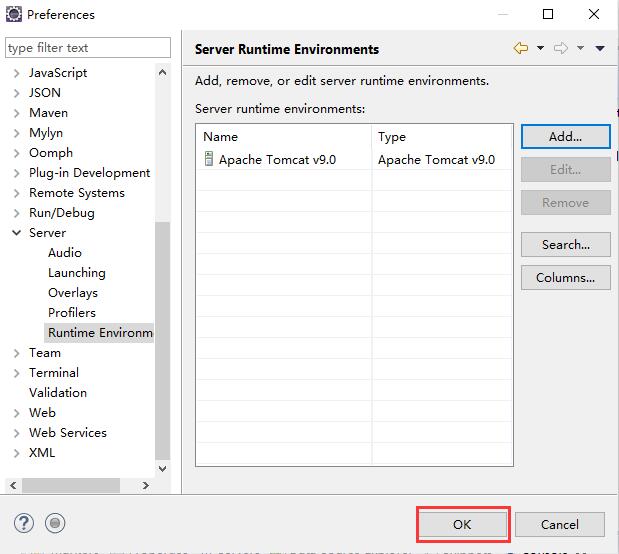 Preferences
type filter text
JavaScript
JSON
Maven
Mylyn
Oomph
Plug-in Development
Remote Systems
Run/Debug
Server
Audio
Launching
Overlays
Profilers
Runtime Environm
Team
Terminal
Validation
Web
Web Services
XML
Server Runtime Environments
Add, remove, or edit server runtime environments.
Server runtime environments:
Name Type
Apache Tomcat v9.0 Apache Tomcat v9.0
Add...
Edit...
Remove
Search...
Columns...
OK Cancel